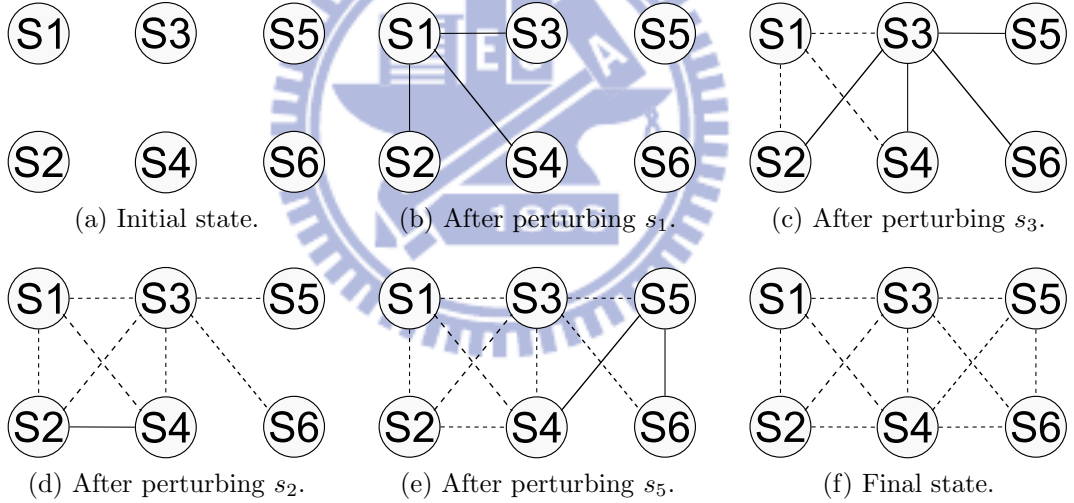 S1 S3 S5 S1 S3 S5 S1 S3 S5
S2 S4 S6 S2 S4 S6 S2 S4 S6
(a) Initial state. (b) After perturbing s1. (c) After perturbing s3.
S1 S3 S5 S1 S3 S5 S1 S3 S5
S2 S4 S6 S2 S4 S6 S2 S4 S6
(d) After perturbing s2. (e) After perturbing s5. (f) Final state.